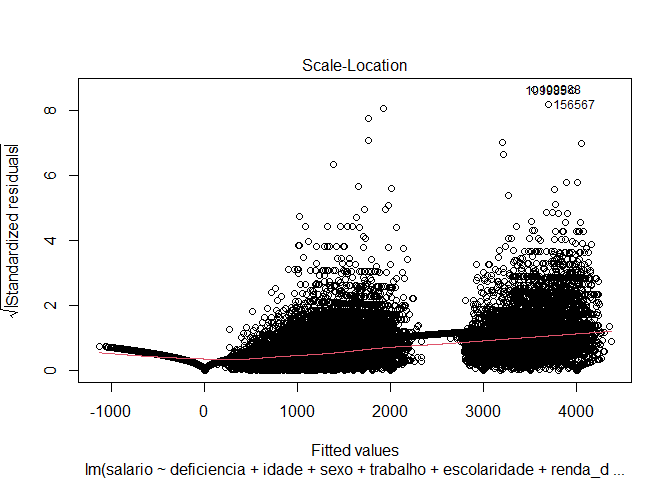 Scale-Location
√|Standardized residuals|
8
6
4
2
0
156567
-1000 0 1000 2000 3000 4000
Fitted values
lm(salario ~ deficiencia + idade + sexo + trabalho + escolaridade + renda_d ...